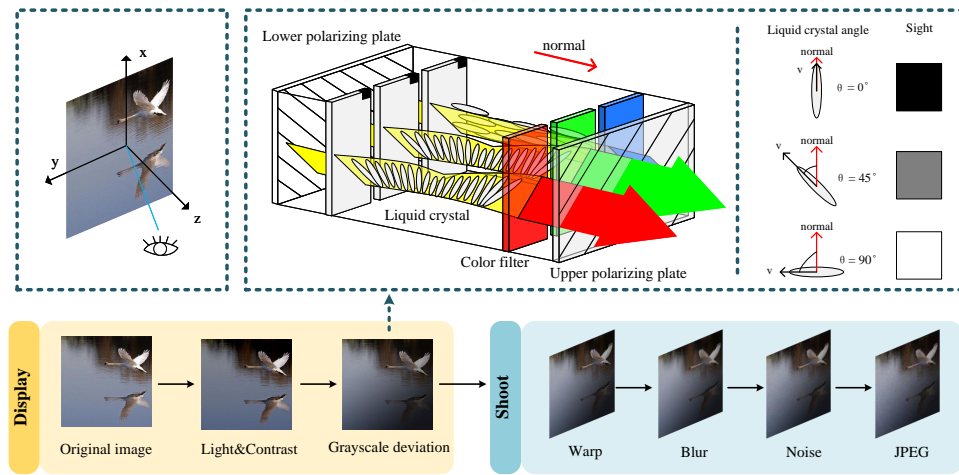 x
y
z
Lower polarizing plate
normal
Liquid crystal
Color filter
Upper polarizing plate
Liquid crystal angle
Sight
normal
v
θ = 0°
normal
v
θ = 45°
normal
v
θ = 90°
Display
Original image
Light&Contrast
Grayscale deviation
Shoot
Warp
Blur
Noise
JPEG